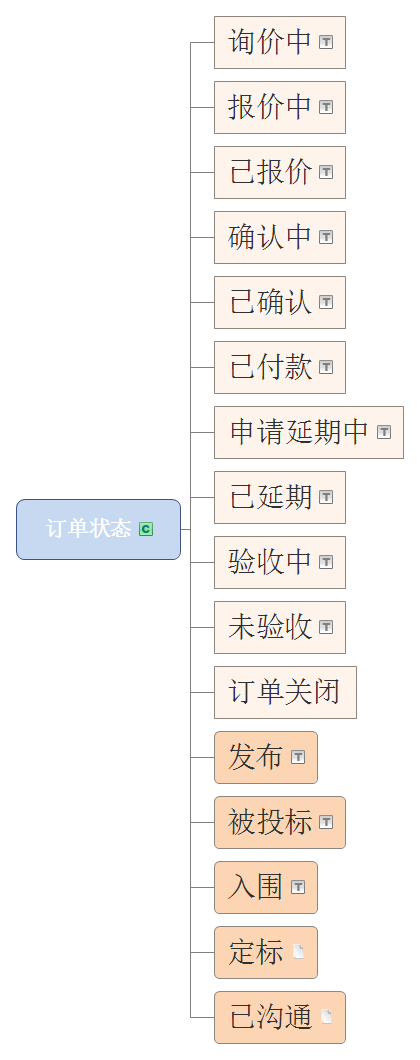 询价中
报价中
已报价
确认中
已确认
已付款
申请延期中
已延期
订单状态
验收中
未验收
订单关闭
发布
被投标
入围
定标
已沟通